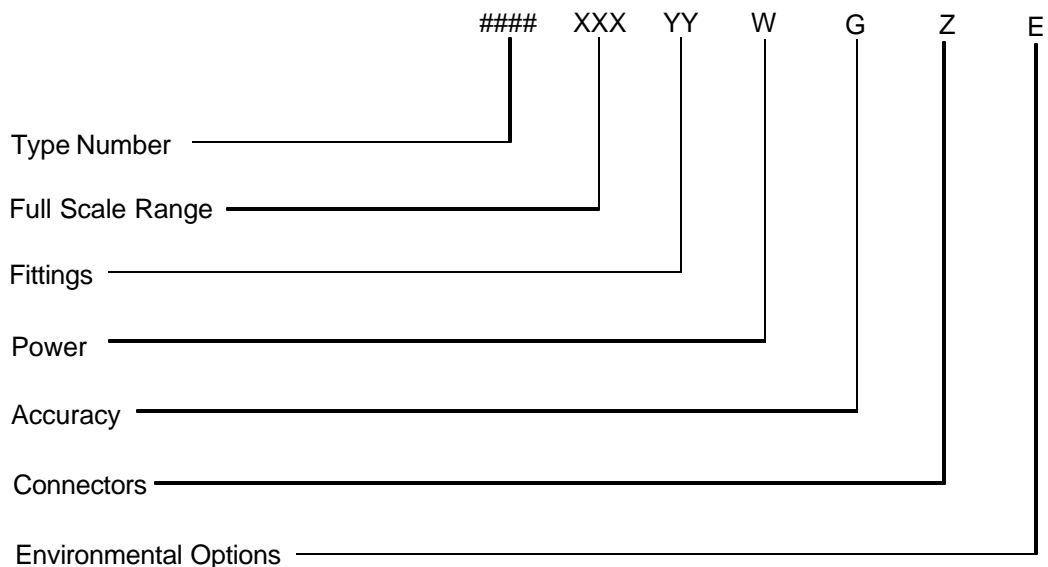 #### XXX YY W G Z E
Type Number
Full Scale Range
Fittings
Power
Accuracy
Connectors
Environmental Options